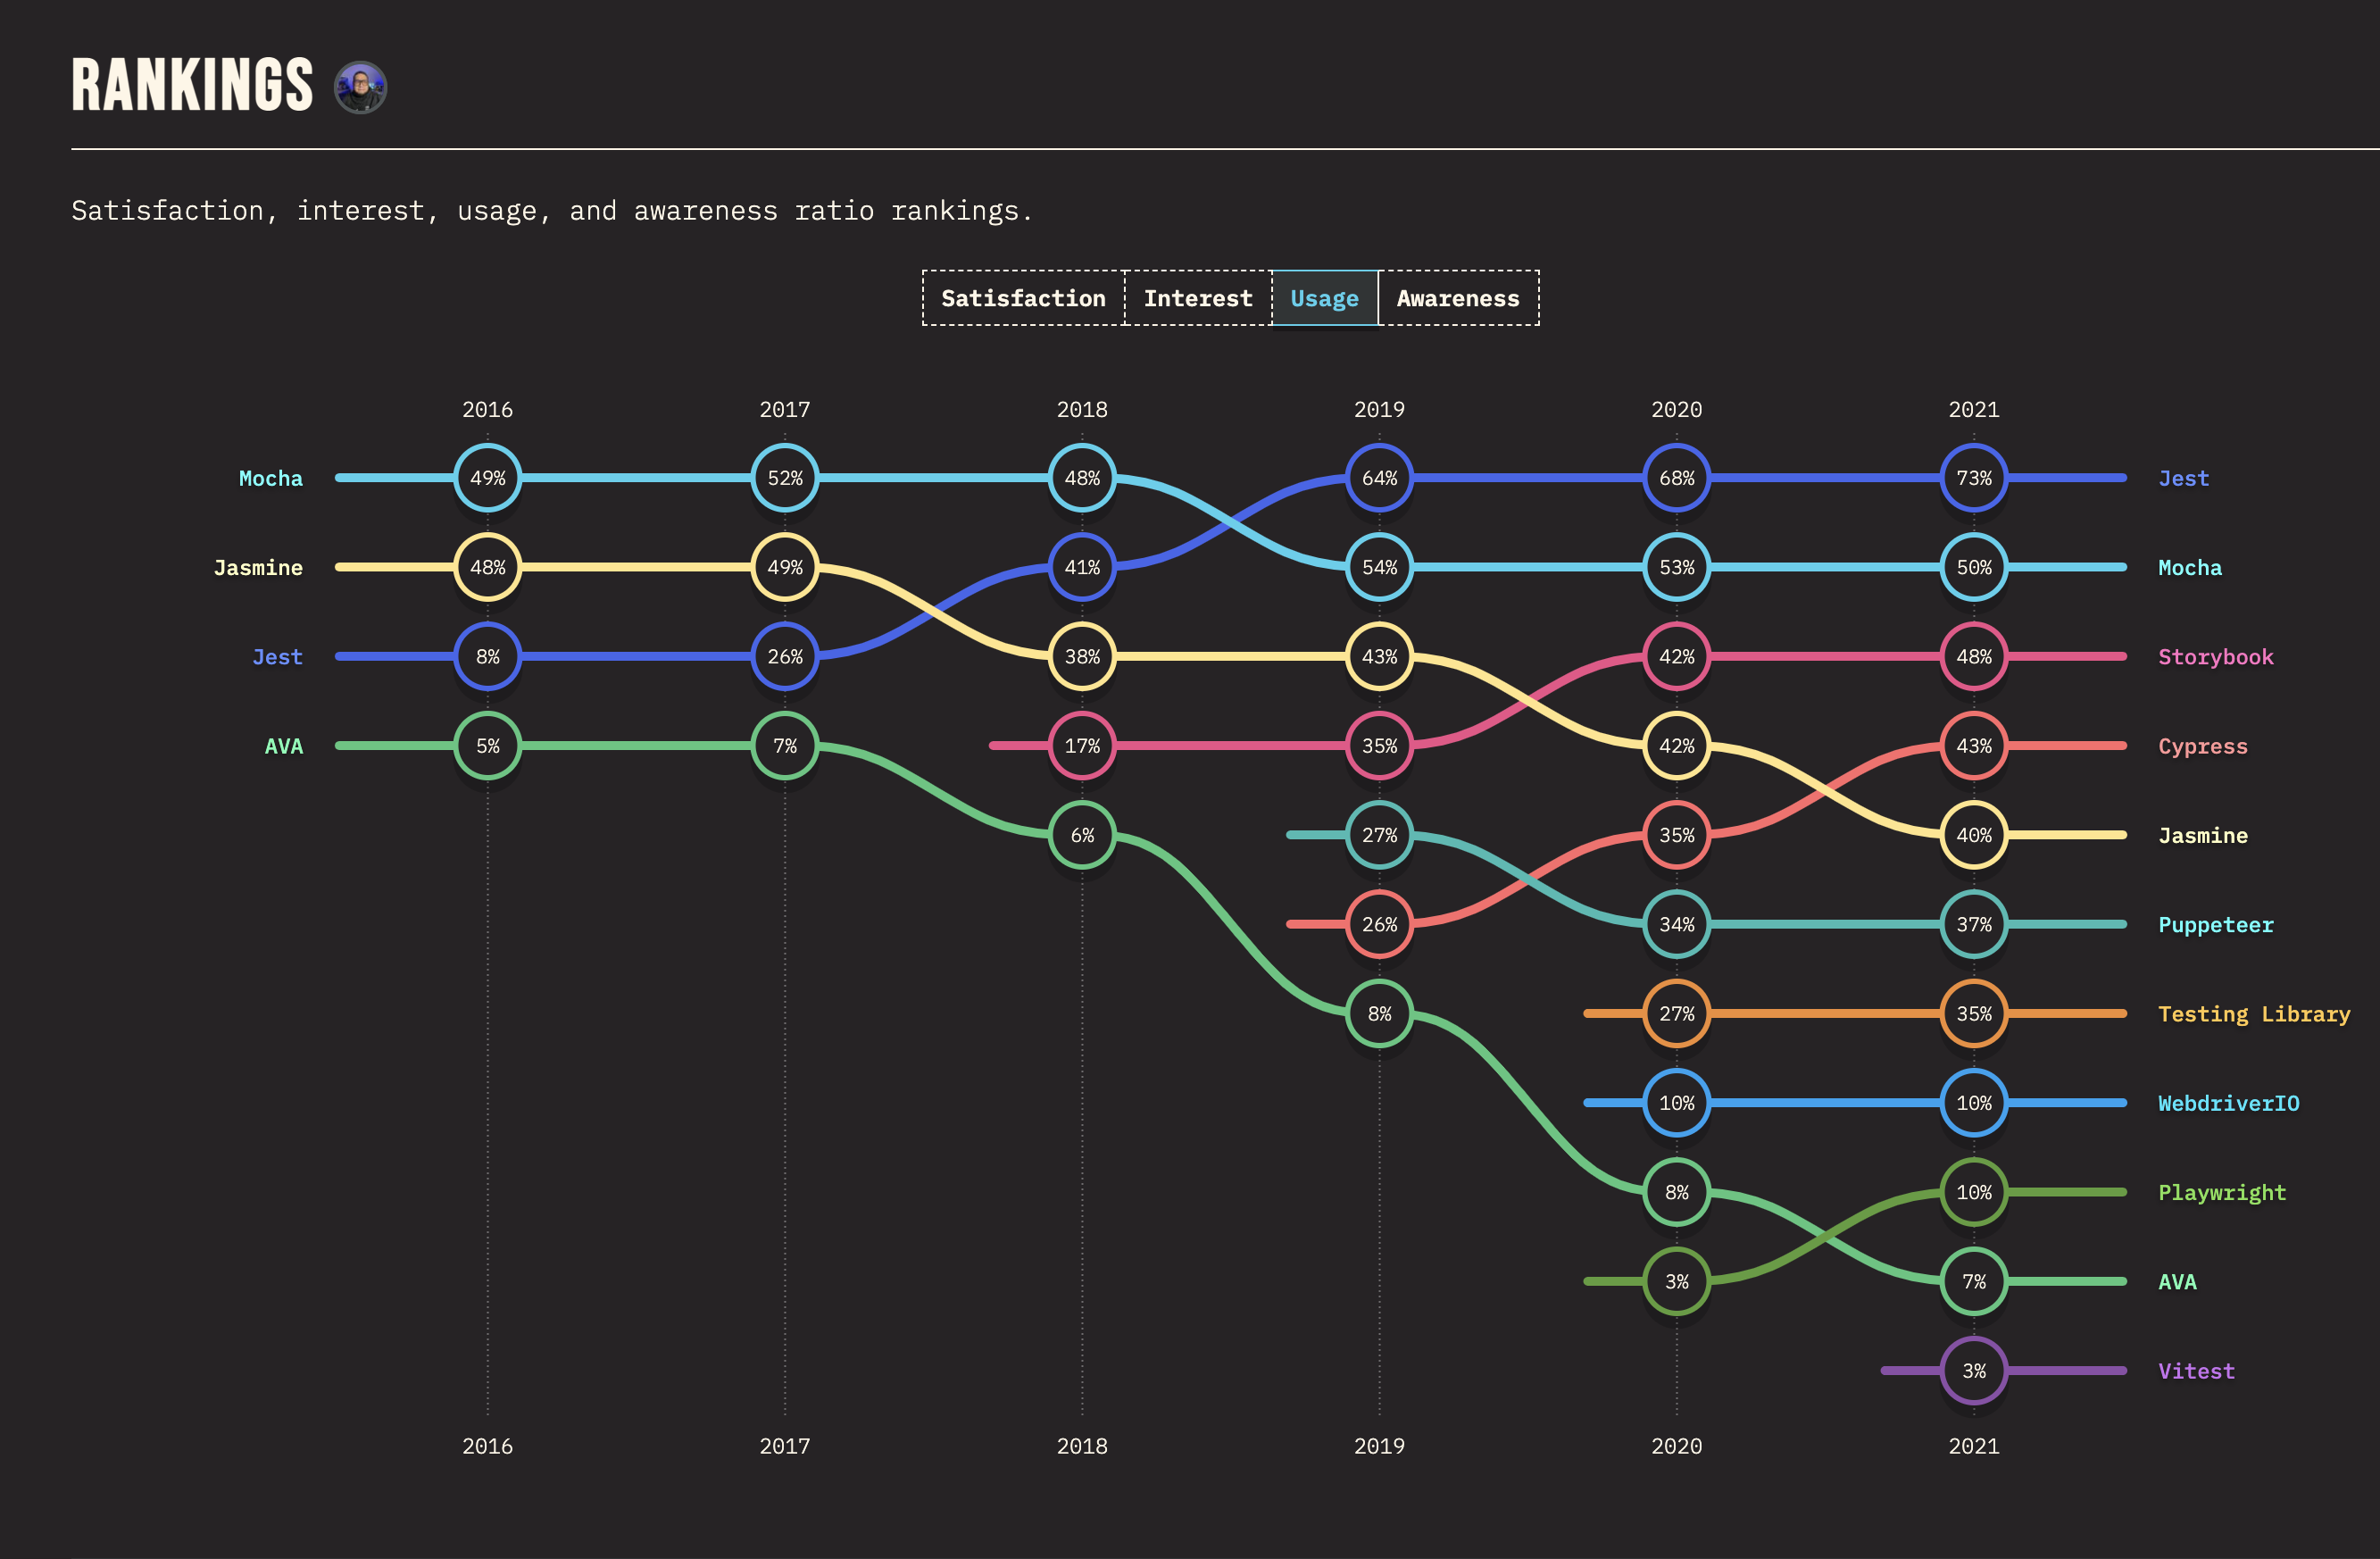 RANKINGS
Satisfaction, interest, usage, and awareness ratio rankings.
Satisfaction Interest Usage Awareness
2016 2017 2018 2019 2020 2021
Mocha 49% 52% 48% 64% 68% 73% Jest
Jasmine 48% 49% 41% 54% 53% 50% Mocha
Jest 8% 26% 38% 43% 42% 48% Storybook
AVA 5% 7% 17% 35% 42% 43% Cypress
6% 27% 35% 40% Jasmine
26% 34% 37% Puppeteer
8% 27% 35% Testing Library
10% 10% WebdriverIO
8% 10% Playwright
3% 7% AVA
3% Vitest
2016 2017 2018 2019 2020 2021